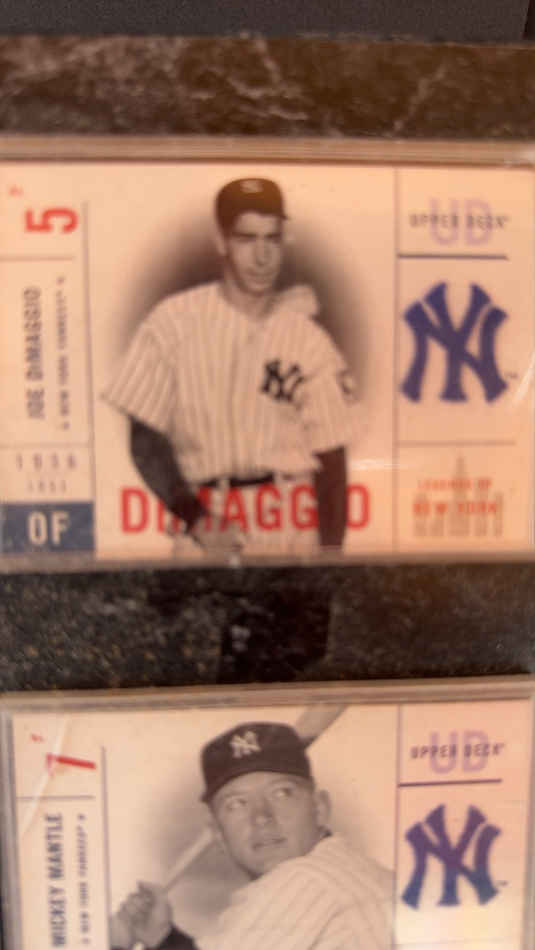 5
JOE DiMAGGIO
NEW YORK YANKEES
1936
1951
OF
DiMAGGIO
UD
UPPER DECK
NY
LEGENDS OF
NEW YORK
7
MICKEY MANTLE
NEW YORK YANKEES
NY
UD
UPPER DECK
NY